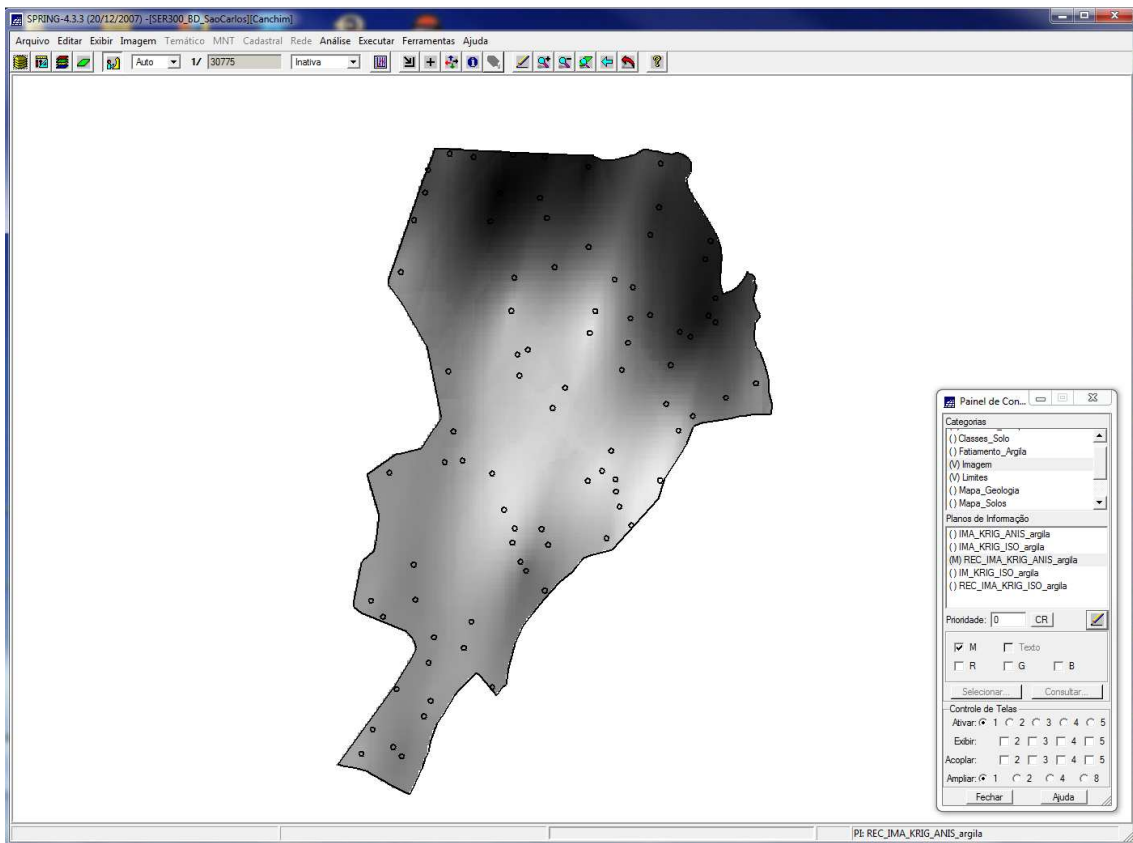 SPRING-4.3.3 (20/12/2007) -[SER300_BD_SaoCarlos][Canchim]
Arquivo Editar Exibir Imagem Temático MNT Cadastral Rede Análise Executar Ferramentas Ajuda
Auto 1/ 30775 Inativa
Painel de Con...
Categorias
( ) Classes_Solo
( ) Fatiamento_Argila
(V) Imagem
(V) Limites
( ) Mapa_Geologia
( ) Mapa_Solos
Planos de Informação
( ) IMA_KRIG_ANIS_argila
( ) IMA_KRIG_ISO_argila
(M) REC_IMA_KRIG_ANIS_argila
( ) IM_KRIG_ISO_argila
( ) REC_IMA_KRIG_ISO_argila
Prioridade: 0 CR
M Texto
R G B
Selecionar... Consultar...
Controle de Telas
Ativar: 1 2 3 4 5
Exibir: 2 3 4 5
Acoplar: 2 3 4 5
Ampliar: 1 2 4 8
Fechar Ajuda
PI: REC_IMA_KRIG_ANIS_argila